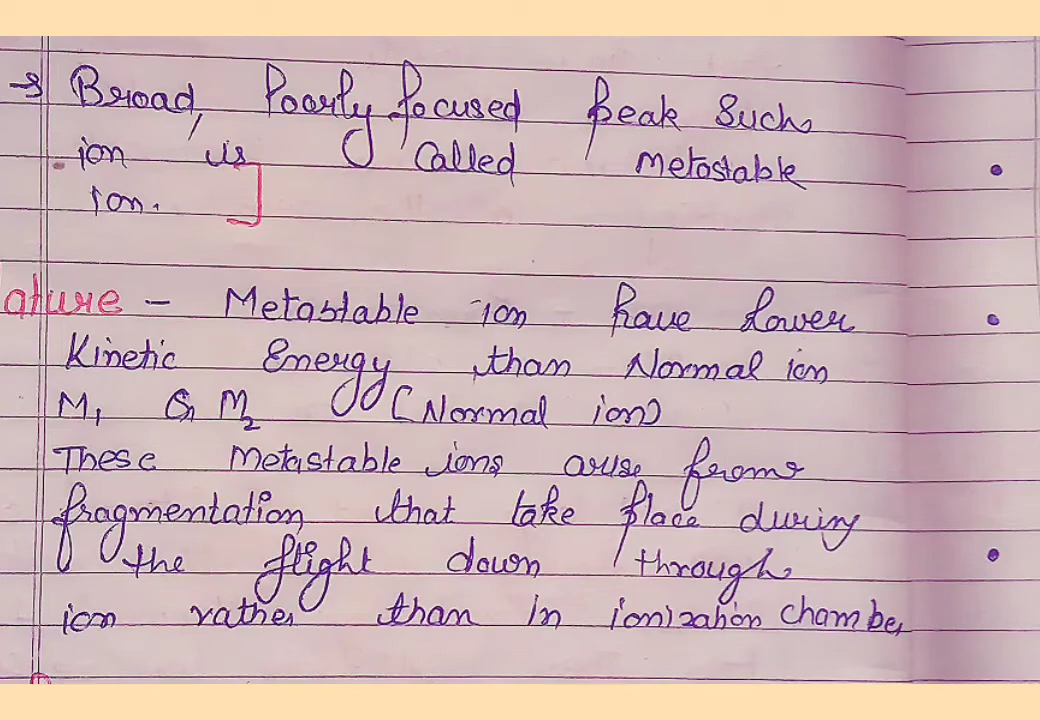 → Broad, Poorly focused peak Such
ion is called metastable
ion.
ature - Metastable ion have lower
Kinetic Energy than Normal ion
M1 & M2 (Normal ion)
These Metastable ions arise from
fragmentation that take place during
the flight down through
ion rather than in ionization chamber